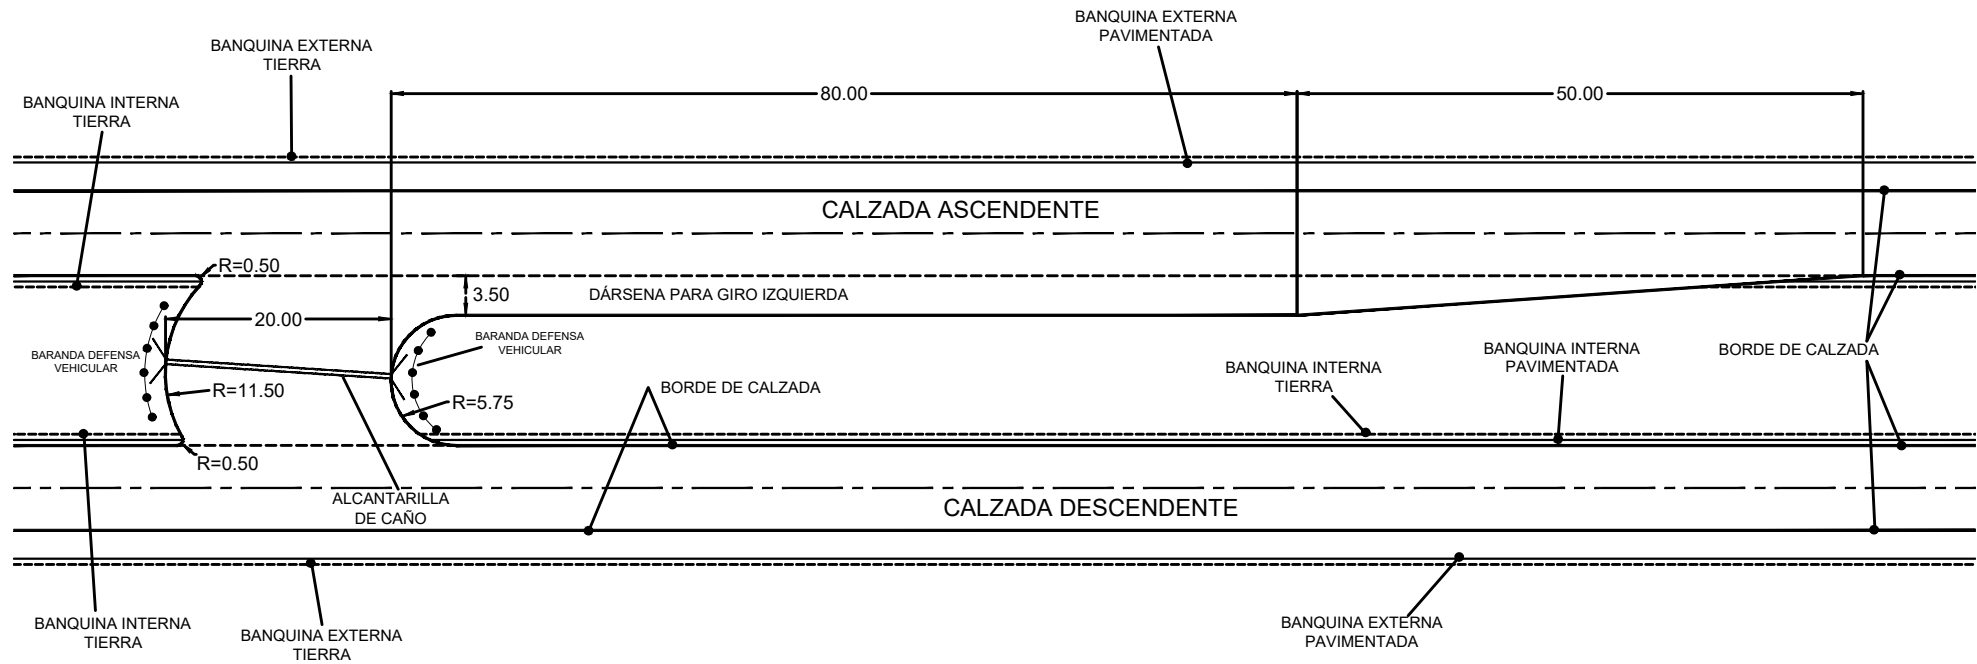 BANQUINA EXTERNA
PAVIMENTADA
BANQUINA EXTERNA
TIERRA
BANQUINA INTERNA
TIERRA
80.00
50.00
CALZADA ASCENDENTE
R=0.50
3.50
DÁRSENA PARA GIRO IZQUIERDA
20.00
BARANDA DEFENSA
VEHICULAR
BARANDA DEFENSA
VEHICULAR
BANQUINA INTERNA
TIERRA
BANQUINA INTERNA
PAVIMENTADA
BORDE DE CALZADA
R=11.50
R=5.75
BORDE DE CALZADA
R=0.50
ALCANTARILLA
DE CAÑO
CALZADA DESCENDENTE
BANQUINA INTERNA
TIERRA
BANQUINA EXTERNA
TIERRA
BANQUINA EXTERNA
PAVIMENTADA